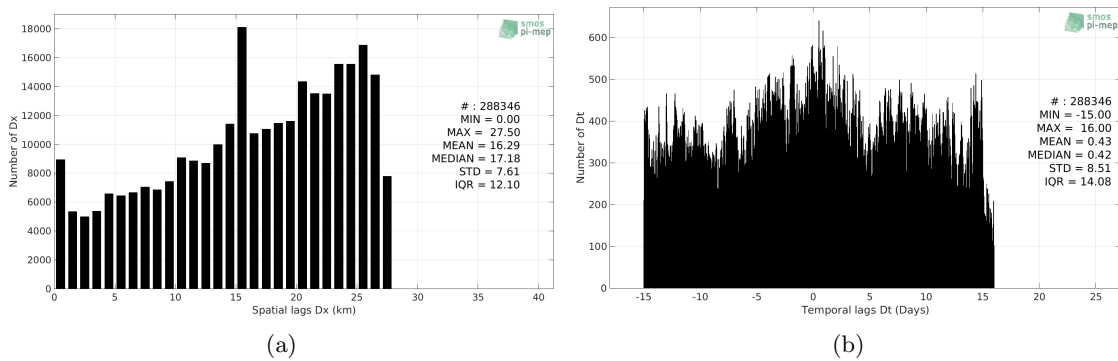 18000
16000
14000
12000
10000
8000
6000
4000
2000
0
Number of Dx
0 5 10 15 20 25 30 35 40
Spatial lags Dx (km)
smos
pi-mep
# : 288346
MIN = 0.00
MAX = 27.50
MEAN = 16.29
MEDIAN = 17.18
STD = 7.61
IQR = 12.10
(a)
600
500
400
300
200
100
0
Number of Dt
-15 -10 -5 0 5 10 15 20 25
Temporal lags Dt (Days)
smos
pi-mep
# : 288346
MIN = -15.00
MAX = 16.00
MEAN = 0.43
MEDIAN = 0.42
STD = 8.51
IQR = 14.08
(b)